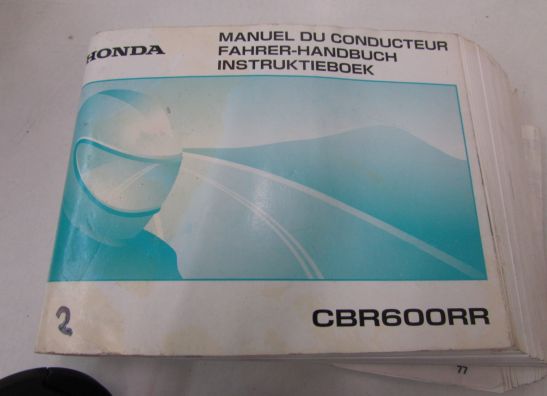 HONDA
MANUEL DU CONDUCTEUR
FAHRER-HANDBUCH
INSTRUKTIEBOEK
2
CBR600RR
77